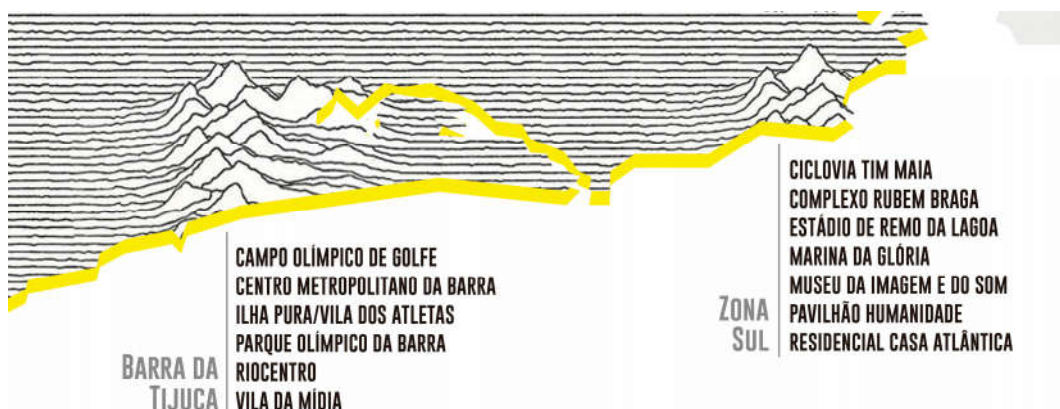 CAMPO OLÍMPICO DE GOLFE
CENTRO METROPOLITANO DA BARRA
ILHA PURA/VILA DOS ATLETAS
PARQUE OLÍMPICO DA BARRA
RIOCENTRO
VILA DA MÍDIA
BARRA DA
TIJUCA
CICLOVIA TIM MAIA
COMPLEXO RUBEM BRAGA
ESTÁDIO DE REMO DA LAGOA
MARINA DA GLÓRIA
MUSEU DA IMAGEM E DO SOM
PAVILHÃO HUMANIDADE
RESIDENCIAL CASA ATLÂNTICA
ZONA
SUL